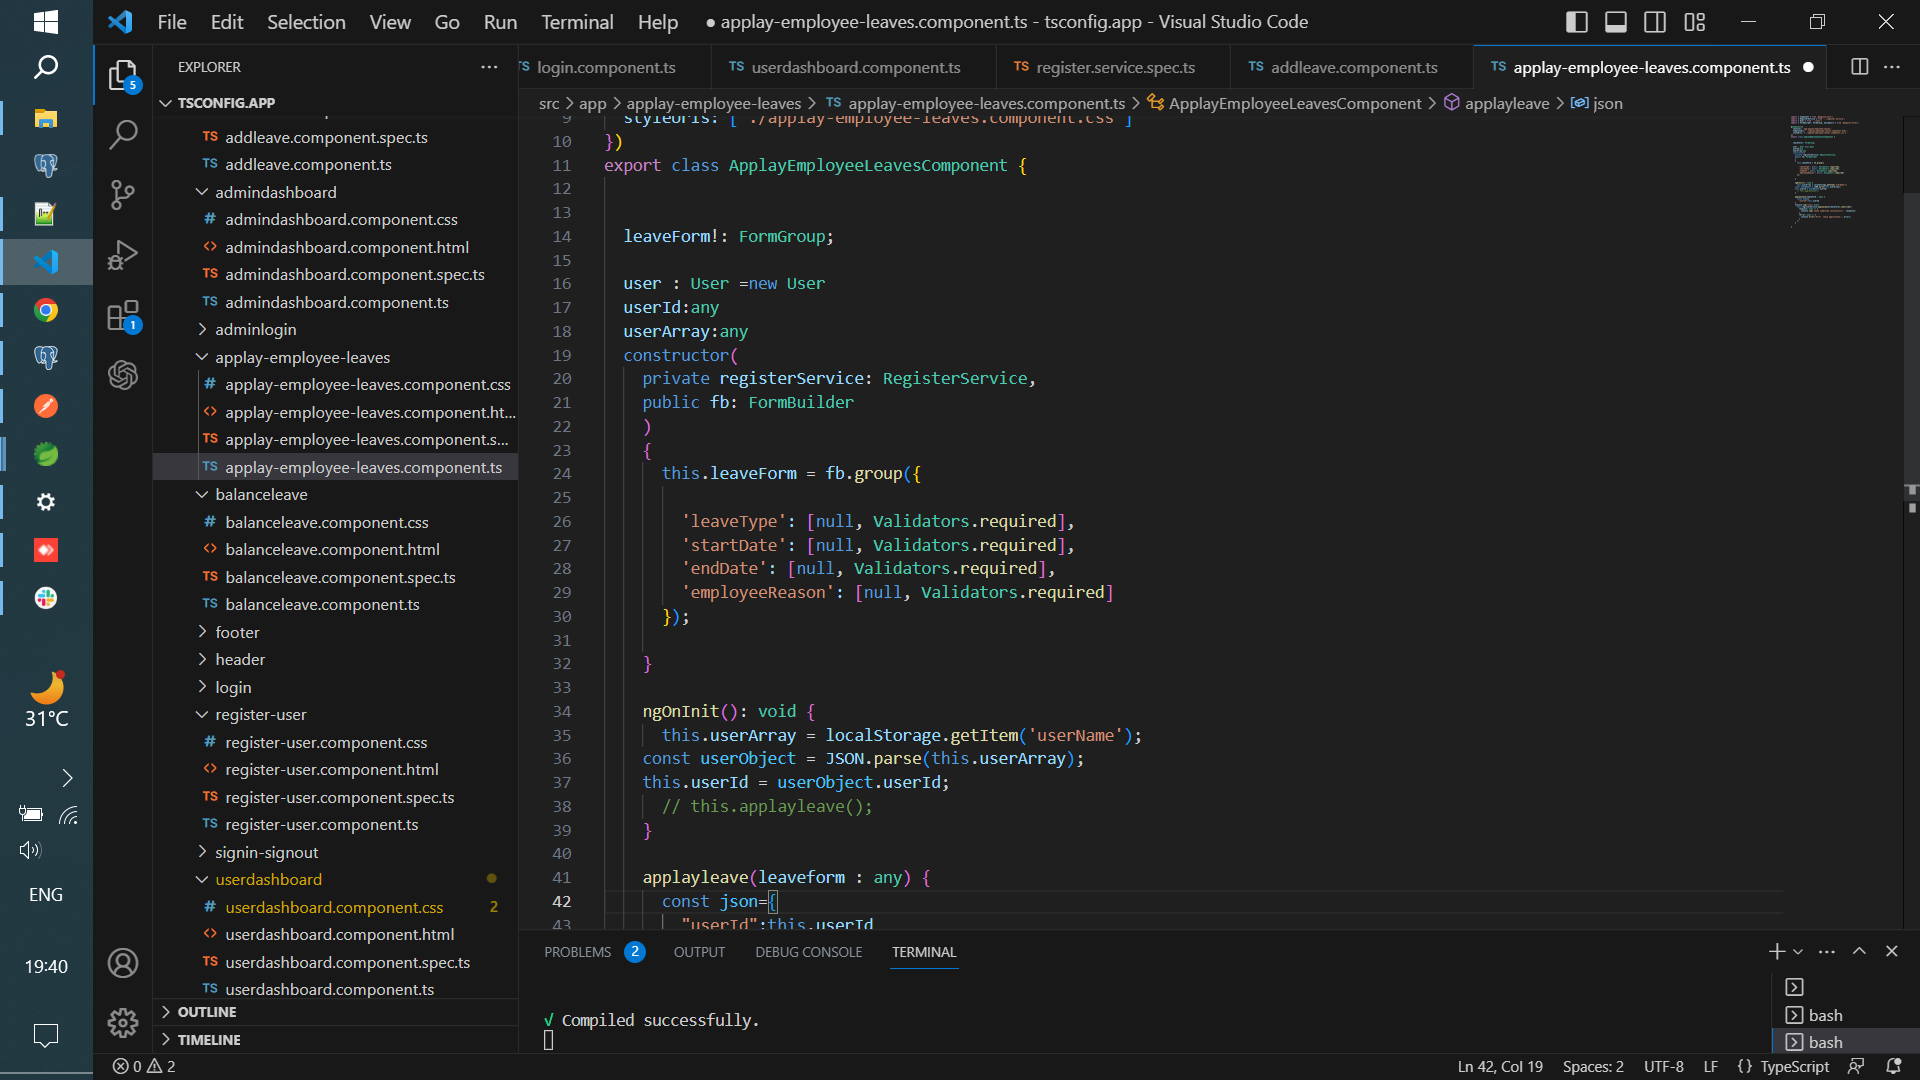 File Edit Selection View Go Run Terminal Help
● applay-employee-leaves.component.ts - tsconfig.app - Visual Studio Code
EXPLORER
TSCONFIG.APP
TS addleave.component.spec.ts
TS addleave.component.ts
admindashboard
# admindashboard.component.css
<> admindashboard.component.html
TS admindashboard.component.spec.ts
TS admindashboard.component.ts
adminlogin
applay-employee-leaves
# applay-employee-leaves.component.css
<> applay-employee-leaves.component.ht...
TS applay-employee-leaves.component.s...
TS applay-employee-leaves.component.ts
balanceleave
# balanceleave.component.css
<> balanceleave.component.html
TS balanceleave.component.spec.ts
TS balanceleave.component.ts
footer
header
login
register-user
# register-user.component.css
<> register-user.component.html
TS register-user.component.spec.ts
TS register-user.component.ts
signin-signout
userdashboard
# userdashboard.component.css 2
<> userdashboard.component.html
TS userdashboard.component.spec.ts
TS userdashboard.component.ts
OUTLINE
TIMELINE
TS login.component.ts
TS userdashboard.component.ts
TS register.service.spec.ts
TS addleave.component.ts
TS applay-employee-leaves.component.ts ●
src > app > applay-employee-leaves > TS applay-employee-leaves.component.ts > ApplayEmployeeLeavesComponent > applayleave > json
9 styleUrls: ['./applay-employee-leaves.component.css']
10 })
11 export class ApplayEmployeeLeavesComponent {
12
13
14 leaveForm!: FormGroup;
15
16 user : User =new User
17 userId:any
18 userArray:any
19 constructor(
20 private registerService: RegisterService,
21 public fb: FormBuilder
22 )
23 {
24 this.leaveForm = fb.group({
25
26 'leaveType': [null, Validators.required],
27 'startDate': [null, Validators.required],
28 'endDate': [null, Validators.required],
29 'employeeReason': [null, Validators.required]
30 });
31
32 }
33
34 ngOnInit(): void {
35 this.userArray = localStorage.getItem('userName');
36 const userObject = JSON.parse(this.userArray);
37 this.userId = userObject.userId;
38 // this.applayleave();
39 }
40
41 applayleave(leaveform : any) {
42 const json={
43 "userId":this.userId
PROBLEMS 2 OUTPUT DEBUG CONSOLE TERMINAL
√ Compiled successfully.
bash
bash
0 2
Ln 42, Col 19 Spaces: 2 UTF-8 LF {} TypeScript
5
1
31°C
ENG
19:40